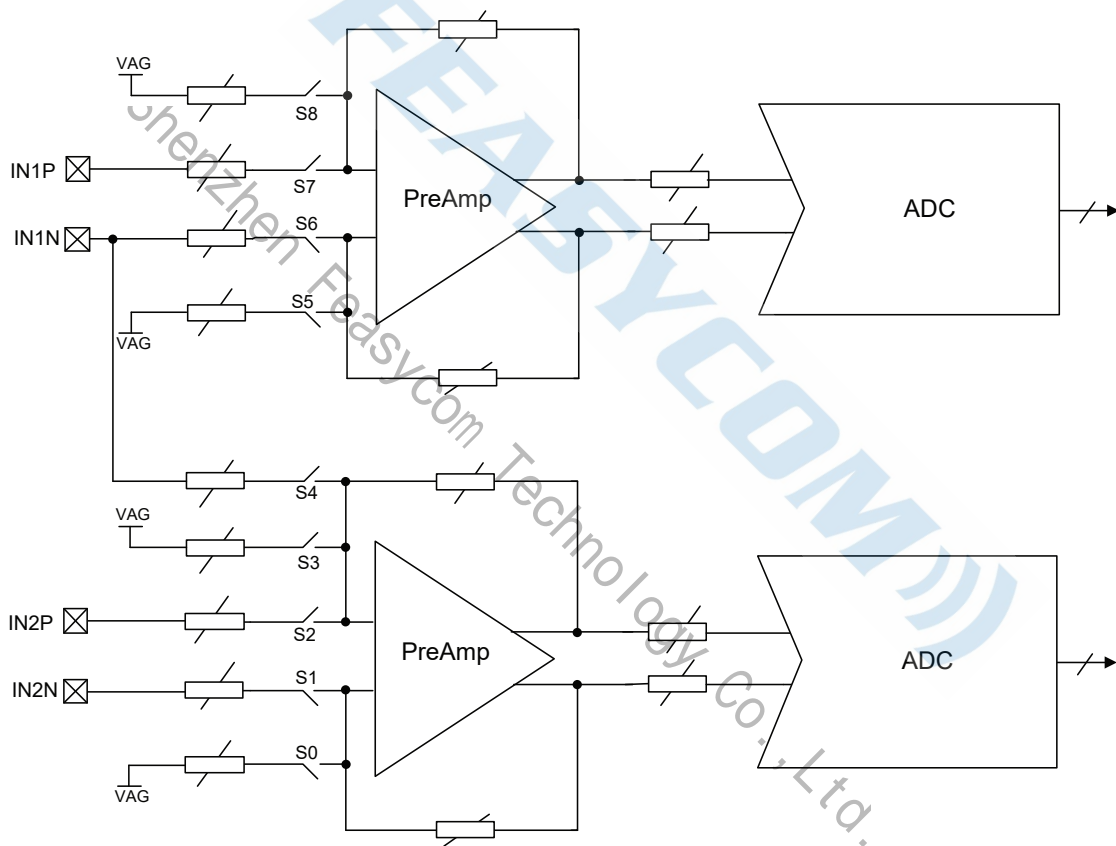 VAG
S8
IN1P
S7
PreAmp
ADC
IN1N
S6
S5
VAG
S4
VAG
S3
IN2P
S2
PreAmp
ADC
IN2N
S1
S0
VAG
FEASYCOM
Shenzhen Feasycom Technology Co.,Ltd.